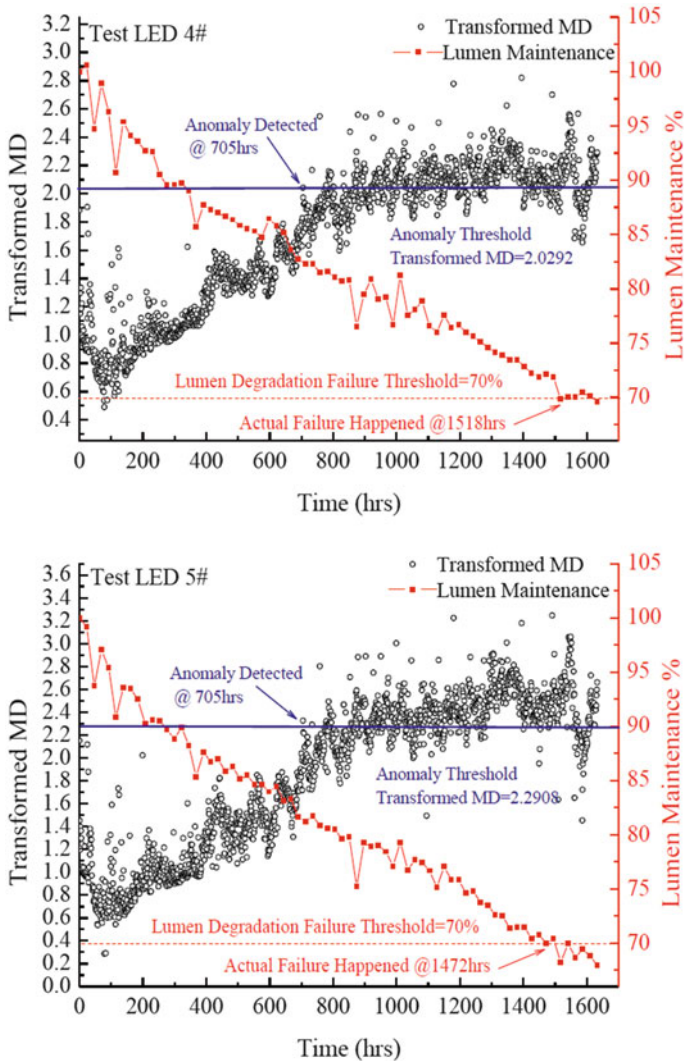 Test LED 4#
Transformed MD
Lumen Maintenance
Anomaly Detected
@ 705hrs
Anomaly Threshold
Transformed MD=2.0292
Lumen Degradation Failure Threshold=70%
Actual Failure Happened @1518hrs
Transformed MD
3.2
3.0
2.8
2.6
2.4
2.2
2.0
1.8
1.6
1.4
1.2
1.0
0.8
0.6
0.4
105
100
95
90
85
80
75
70
Lumen Maintenance %
0 200 400 600 800 1000 1200 1400 1600
Time (hrs)
Test LED 5#
Transformed MD
Lumen Maintenance
Anomaly Detected
@ 705hrs
Anomaly Threshold
Transformed MD=2.2908
Lumen Degradation Failure Threshold=70%
Actual Failure Happened @1472hrs
Transformed MD
3.6
3.4
3.2
3.0
2.8
2.6
2.4
2.2
2.0
1.8
1.6
1.4
1.2
1.0
0.8
0.6
0.4
0.2
0.0
105
100
95
90
85
80
75
70
Lumen Maintenance %
0 200 400 600 800 1000 1200 1400 1600
Time (hrs)